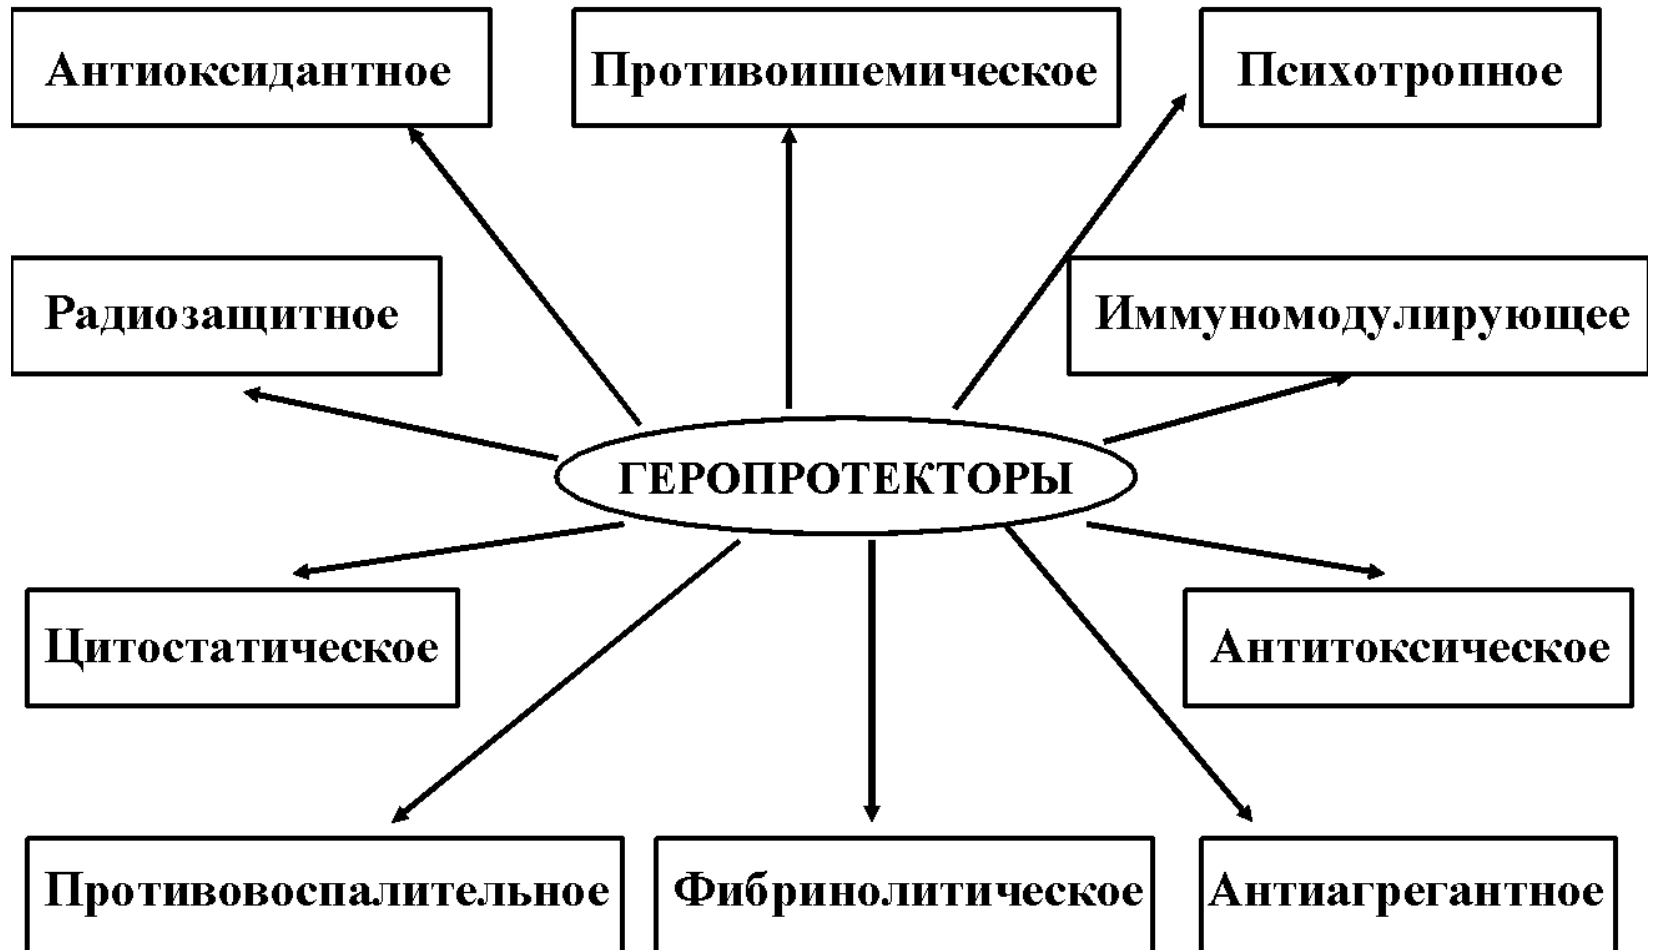 Антиоксидантное
Противоишемическое
Психотропное
Радиозащитное
Иммуномодулирующее
ГЕРОПРОТЕКТОРЫ
Цитостатическое
Антитоксическое
Противовоспалительное
Фибринолитическое
Антиагрегантное